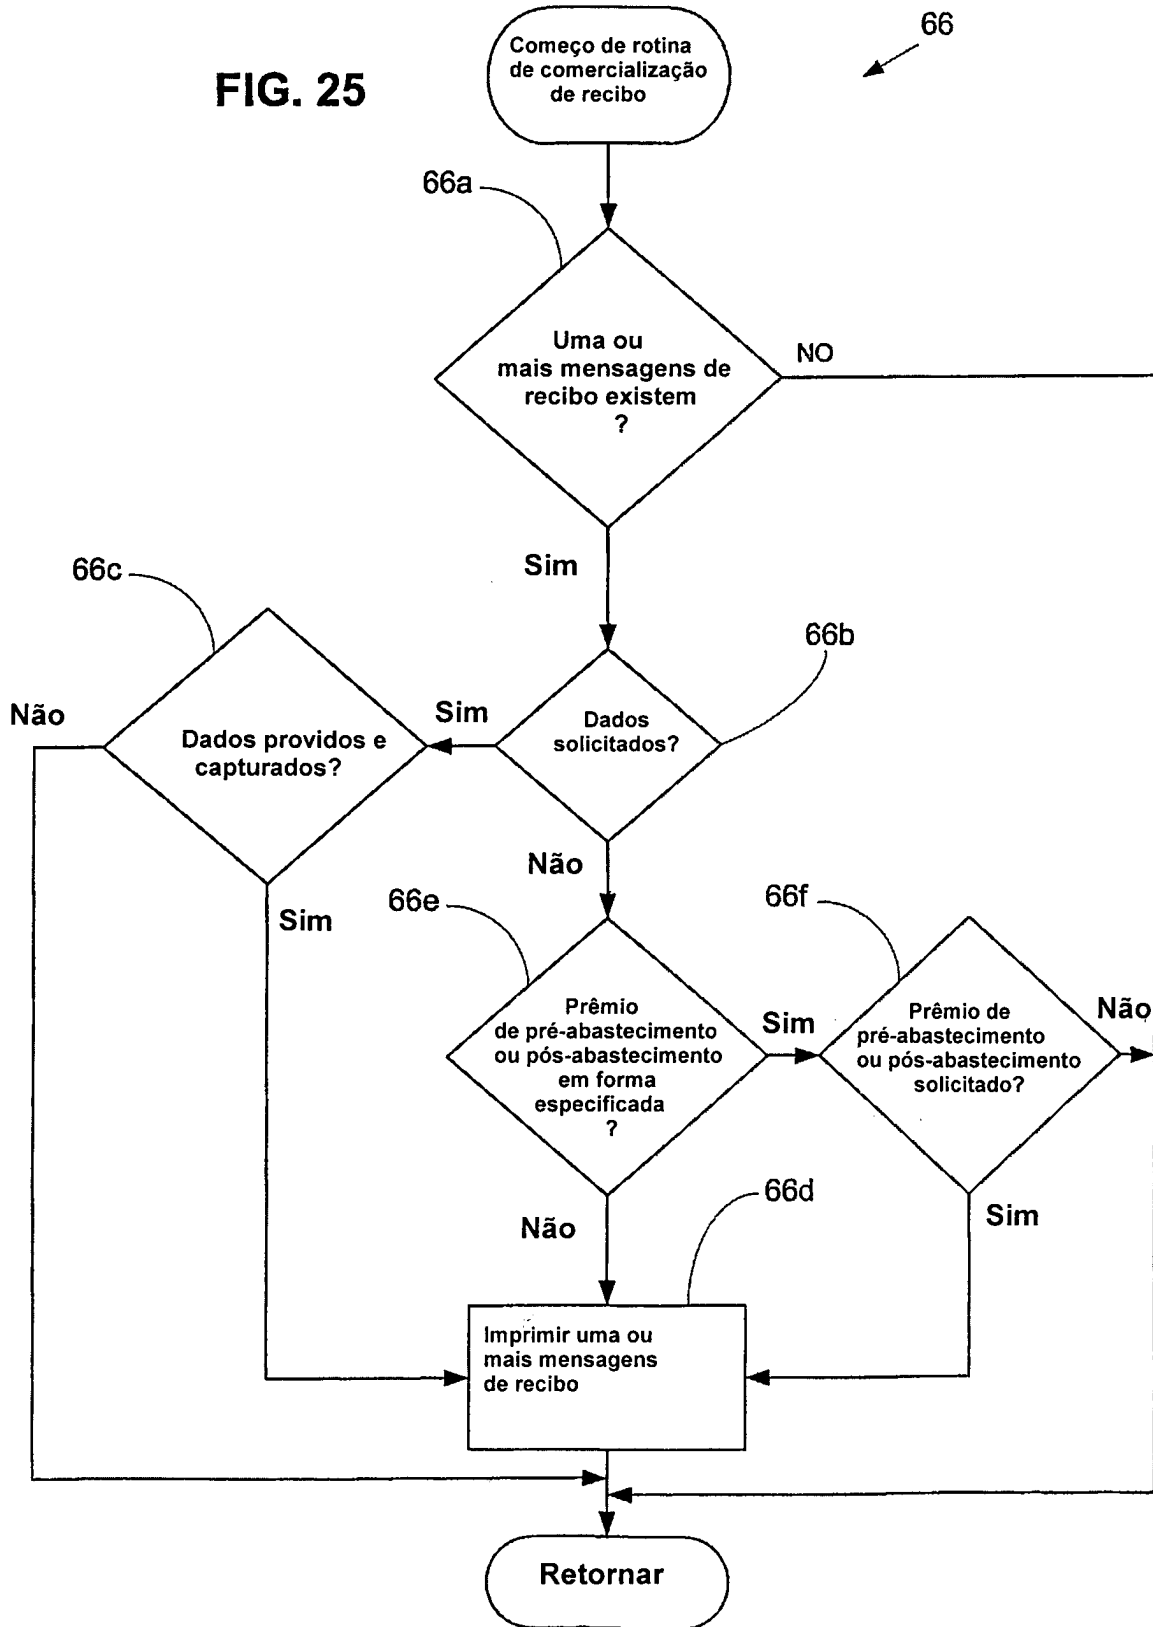 FIG. 25
Começo de rotina
de comercialização
de recibo
66
66a
Uma ou
mais mensagens de
recibo existem
?
NO
Sim
66c
66b
Não
Dados providos e
capturados?
Sim
Dados
solicitados?
Não
Sim
66e
66f
Prêmio
de pré-abastecimento
ou pós-abastecimento
em forma
especificada
?
Sim
Prêmio de
pré-abastecimento
ou pós-abastecimento
solicitado?
Não
66d
Não
Sim
Imprimir uma ou
mais mensagens
de recibo
Retornar